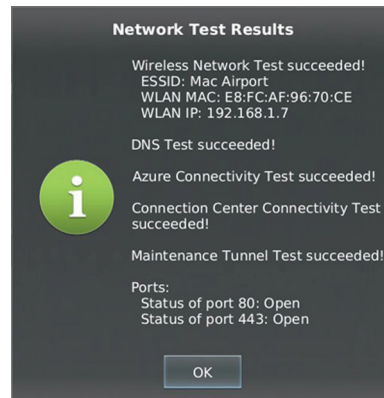 Network Test Results
Wireless Network Test succeeded!
ESSID: Mac Airport
WLAN MAC: E8:FC:AF:96:70:CE
WLAN IP: 192.168.1.7
DNS Test succeeded!
Azure Connectivity Test succeeded!
Connection Center Connectivity Test
succeeded!
Maintenance Tunnel Test succeeded!
Ports:
Status of port 80: Open
Status of port 443: Open
OK